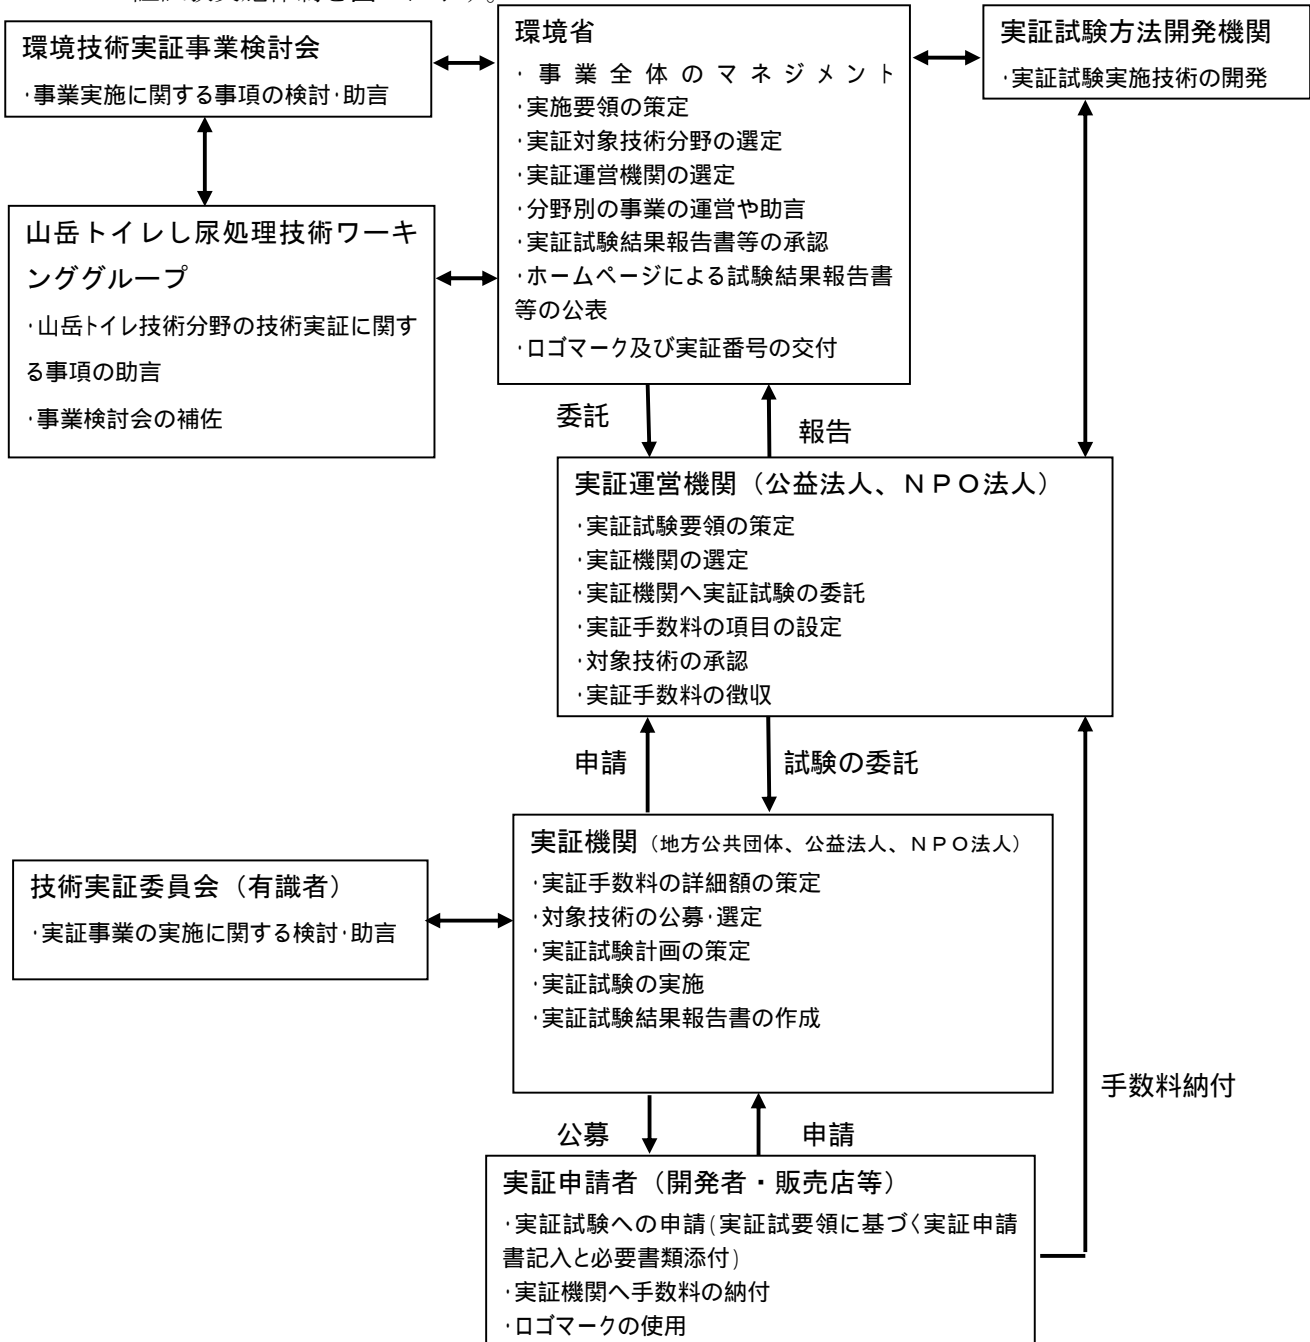 環境技術実証事業検討会
·事業実施に関する事項の検討·助言
環境省
·事業全体のマネジメント
·実施要領の策定
·実証対象技術分野の選定
·実証運営機関の選定
·分野別の事業の運営や助言
·実証試験結果報告書等の承認
·ホームページによる試験結果報告書
等の公表
·ロゴマーク及び実証番号の交付
実証試験方法開発機関
·実証試験実施技術の開発
山岳トイレし尿処理技術ワーキ
ンググループ
·山岳トイレ技術分野の技術実証に関す
る事項の助言
·事業検討会の補佐
委託
報告
実証運営機関（公益法人、ＮＰＯ法人）
·実証試験要領の策定
·実証機関の選定
·実証機関へ実証試験の委託
·実証手数料の項目の設定
·対象技術の承認
·実証手数料の徴収
申請
試験の委託
実証機関（地方公共団体、公益法人、ＮＰＯ法人）
·実証手数料の詳細額の策定
·対象技術の公募·選定
·実証試験計画の策定
·実証試験の実施
·実証試験結果報告書の作成
技術実証委員会（有識者）
·実証事業の実施に関する検討·助言
手数料納付
公募
申請
実証申請者（開発者・販売店等）
·実証試験への申請(実証試要領に基づく実証申請
書記入と必要書類添付)
·実証機関へ手数料の納付
·ロゴマークの使用